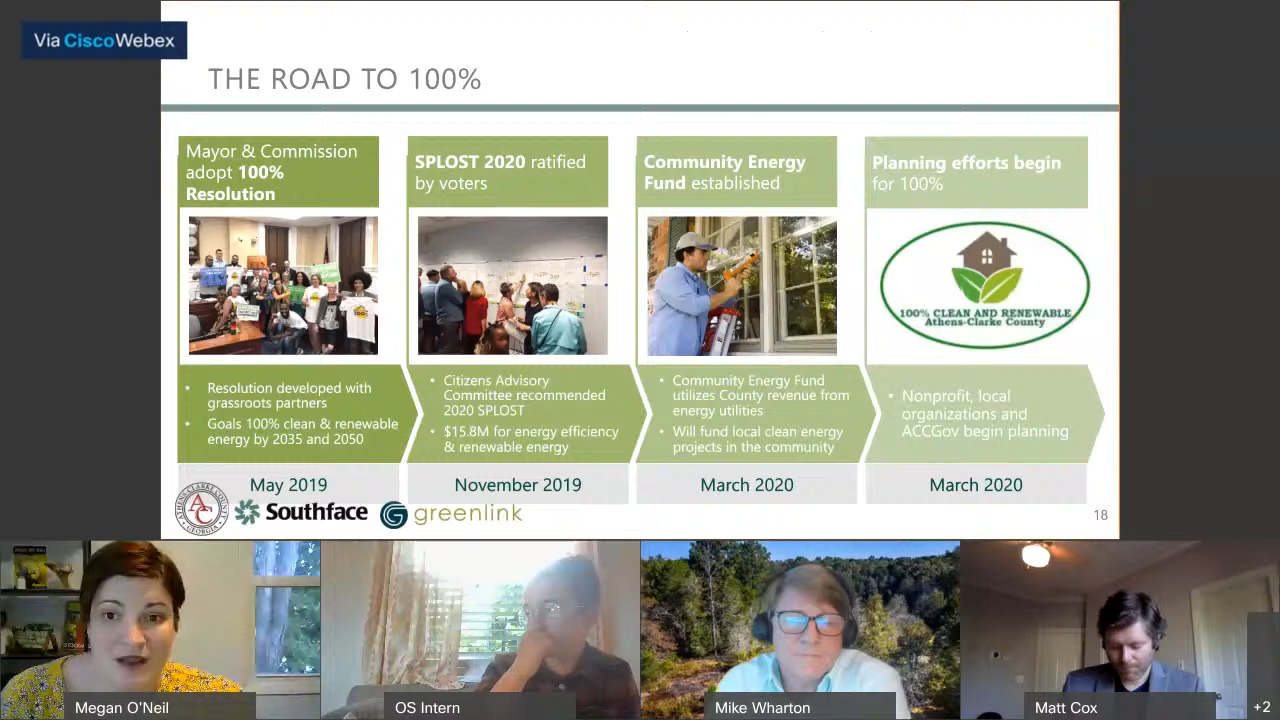 Via CiscoWebex
THE ROAD TO 100%
Mayor & Commission
adopt 100%
Resolution
SPLOST 2020 ratified
by voters
Community Energy
Fund established
Planning efforts begin
for 100%
100% CLEAN AND RENEWABLE
Athens-Clarke County
• Resolution developed with
grassroots partners
• Goals 100% clean & renewable
energy by 2035 and 2050
• Citizens Advisory
Committee recommended
2020 SPLOST
• $15.8M for energy efficiency
& renewable energy
• Community Energy Fund
utilizes County revenue from
energy utilities
• Will fund local clean energy
projects in the community
• Nonprofit, local
organizations and
ACCGov begin planning
May 2019
November 2019
March 2020
March 2020
Southface
greenlink
18
Megan O'Neil
OS Intern
Mike Wharton
Matt Cox
+2